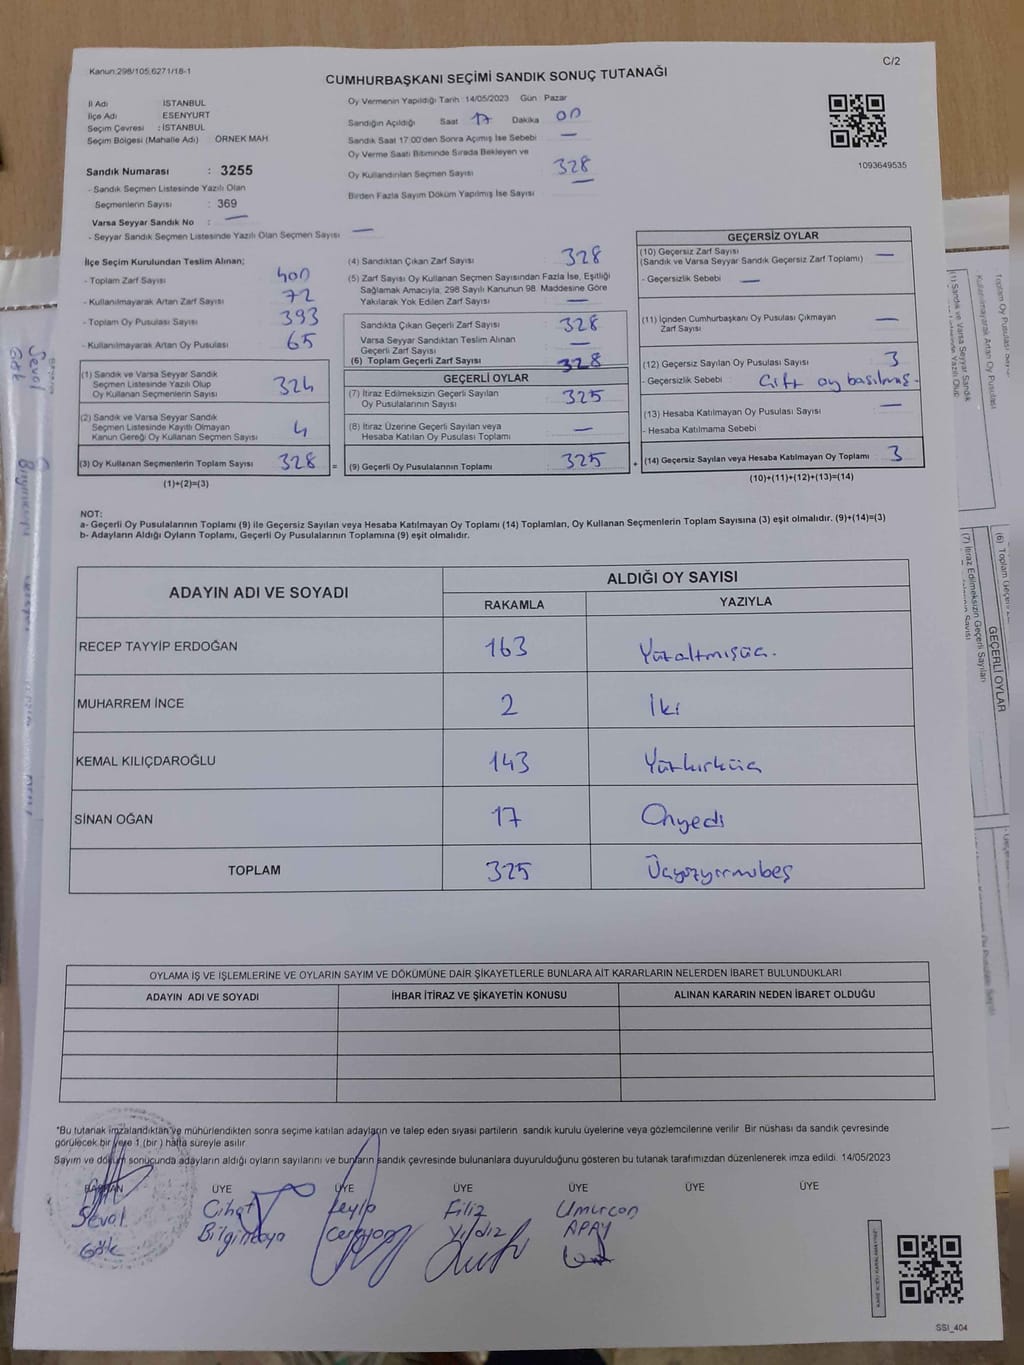 Kanun:298/105,6271/18-1
C/2
CUMHURBAŞKANI SEÇİMİ SANDIK SONUÇ TUTANAĞI
İl Adı İSTANBUL
İlçe Adı ESENYURT
Seçim Çevresi : İSTANBUL
Seçim Bölgesi (Mahalle Adı) ÖRNEK MAH
Sandık Numarası : 3255
- Sandık Seçmen Listesinde Yazılı Olan
Seçmenlerin Sayısı : 369
Varsa Seyyar Sandık No : —
- Seyyar Sandık Seçmen Listesinde Yazılı Olan Seçmen Sayısı —
Oy Vermenin Yapıldığı Tarih :14/05/2023 Gün : Pazar
Sandığın Açıldığı Saat 17 Dakika 00
Sandık Saat 17:00'den Sonra Açımış İse Sebebi —
Oy Verme Saati Bitiminde Sırada Bekleyen ve
Oy Kullandırılan Seçmen Sayısı 328
Birden Fazla Sayım Döküm Yapılmış İse Sayısı —
1093649535
İlçe Seçim Kurulundan Teslim Alınan;
- Toplam Zarf Sayısı 400
- Kullanılmayarak Artan Zarf Sayısı 72
- Toplam Oy Pusulası Sayısı 393
- Kullanılmayarak Artan Oy Pusulası 65
(1) Sandık ve Varsa Seyyar Sandık
Seçmen Listesinde Yazılı Olup
Oy Kullanan Seçmenlerin Sayısı 324
(2) Sandık ve Varsa Seyyar Sandık
Seçmen Listesinde Kayıtlı Olmayan
Kanun Gereği Oy Kullanan Seçmen Sayısı 4
(3) Oy Kullanan Seçmenlerin Toplam Sayısı 328 =
(1)+(2)=(3)
(4) Sandıktan Çıkan Zarf Sayısı 328
(5) Zarf Sayısı Oy Kullanan Seçmen Sayısından Fazla İse, Eşitliği
Sağlamak Amacıyla, 298 Sayılı Kanunun 98. Maddesine Göre
Yakılarak Yok Edilen Zarf Sayısı —
Sandıkta Çıkan Geçerli Zarf Sayısı 328
Varsa Seyyar Sandıktan Teslim Alınan
Geçerli Zarf Sayısı —
(6) Toplam Geçerli Zarf Sayısı 328
GEÇERLİ OYLAR
(7) İtiraz Edilmeksizin Geçerli Sayılan
Oy Pusulalarının Sayısı 325
(8) İtiraz Üzerine Geçerli Sayılan veya
Hesaba Katılan Oy Pusulası Toplamı —
(9) Geçerli Oy Pusulalarının Toplamı 325 +
GEÇERSİZ OYLAR
(10) Geçersiz Zarf Sayısı
(Sandık ve Varsa Seyyar Sandık Geçersiz Zarf Toplamı) —
- Geçersizlik Sebebi —
(11) İçinden Cumhurbaşkanı Oy Pusulası Çıkmayan
Zarf Sayısı —
(12) Geçersiz Sayılan Oy Pusulası Sayısı 3
- Geçersizlik Sebebi Çift oy basılmış.
(13) Hesaba Katılmayan Oy Pusulası Sayısı —
- Hesaba Katılmama Sebebi
(14) Geçersiz Sayılan veya Hesaba Katılmayan Oy Toplamı 3
(10)+(11)+(12)+(13)=(14)
NOT:
a- Geçerli Oy Pusulalarının Toplamı (9) ile Geçersiz Sayılan veya Hesaba Katılmayan Oy Toplamı (14) Toplamları, Oy Kullanan Seçmenlerin Toplam Sayısına (3) eşit olmalıdır. (9)+(14)=(3)
b- Adayların Aldığı Oyların Toplamı, Geçerli Oy Pusulalarının Toplamına (9) eşit olmalıdır.
ADAYIN ADI VE SOYADI ALDIĞI OY SAYISI
RAKAMLA YAZIYLA
RECEP TAYYİP ERDOĞAN 163 Yüzaltmışüç.
MUHARREM İNCE 2 İki
KEMAL KILIÇDAROĞLU 143 Yüzkırküç
SİNAN OĞAN 17 Onyedi
TOPLAM 325 Üçyüzyirmibeş
OYLAMA İŞ VE İŞLEMLERİNE VE OYLARIN SAYIM VE DÖKÜMÜNE DAİR ŞİKAYETLERLE BUNLARA AİT KARARLARIN NELERDEN İBARET BULUNDUKLARI
ADAYIN ADI VE SOYADI İHBAR İTİRAZ VE ŞİKAYETİN KONUSU ALINAN KARARIN NEDEN İBARET OLDUĞU
*Bu tutanak imzalandıktan ve mühürlendikten sonra seçime katılan adayların ve talep eden siyasi partilerin sandık kurulu üyelerine veya gözlemcilerine verilir Bir nüshası da sandık çevresinde
görülecek bir yere 1 (bir) hafta süreyle asılır.
Sayım ve döküm sonucunda adayların aldığı oyların sayılarını ve bunların sandık çevresinde bulunanlara duyurulduğunu gösteren bu tutanak tarafımızdan düzenlenerek imza edildi. 14/05/2023
BAŞKAN ÜYE ÜYE ÜYE ÜYE ÜYE ÜYE
Seval Cihat Zeyip Filiz Umurcan
Gök Yıldız APAY
SSI_404